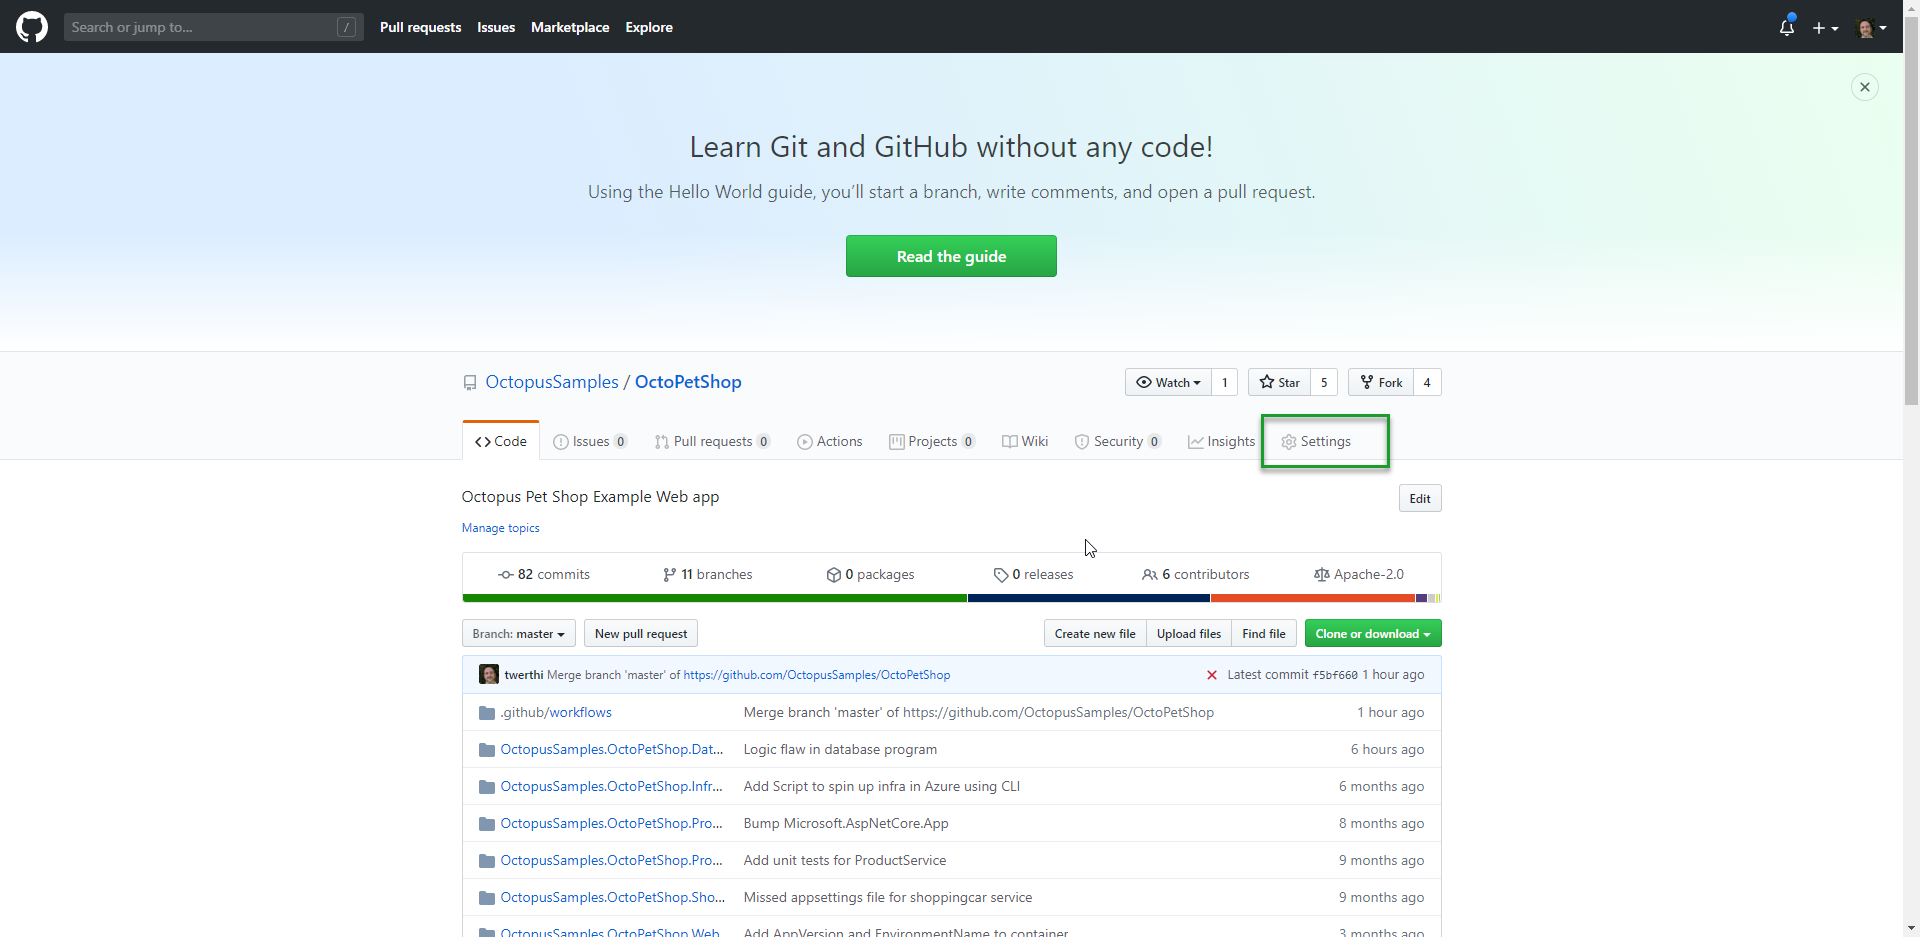 Search or jump to... / Pull requests Issues Marketplace Explore
Learn Git and GitHub without any code!
Using the Hello World guide, you'll start a branch, write comments, and open a pull request.
Read the guide
OctopusSamples / OctoPetShop Watch 1 Star 5 Fork 4
Code Issues 0 Pull requests 0 Actions Projects 0 Wiki Security 0 Insights Settings
Octopus Pet Shop Example Web app Edit
Manage topics
82 commits 11 branches 0 packages 0 releases 6 contributors Apache-2.0
Branch: master New pull request Create new file Upload files Find file Clone or download
twerthi Merge branch 'master' of https://github.com/OctopusSamples/OctoPetShop Latest commit f5bf660 1 hour ago
.github/workflows Merge branch 'master' of https://github.com/OctopusSamples/OctoPetShop 1 hour ago
OctopusSamples.OctoPetShop.Dat... Logic flaw in database program 6 hours ago
OctopusSamples.OctoPetShop.Infr... Add Script to spin up infra in Azure using CLI 6 months ago
OctopusSamples.OctoPetShop.Pro... Bump Microsoft.AspNetCore.App 8 months ago
OctopusSamples.OctoPetShop.Pro... Add unit tests for ProductService 9 months ago
OctopusSamples.OctoPetShop.Sho... Missed appsettings file for shoppingcar service 9 months ago
OctopusSamples.OctoPetShop.Web Add AppVersion and EnvironmentName to container 3 months ago